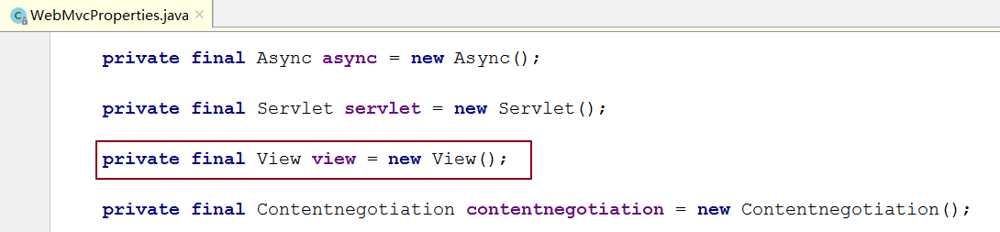 WebMvcProperties.java
private final Async async = new Async();
private final Servlet servlet = new Servlet();
private final View view = new View();
private final Contentnegotiation contentnegotiation = new Contentnegotiation();